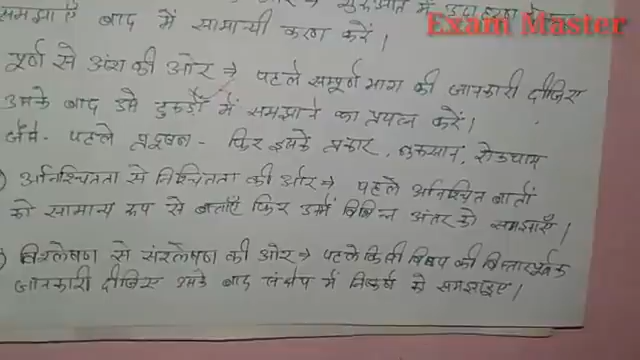 Exam Master
समझाएँ बाद में सामान्यी करण करें।
पूर्ण से अंश की ओर ⇒ पहले सम्पूर्ण भाग की जानकारी दीजिए
उसके बाद उसे टुकड़ों में समझाने का प्रयत्न करें।
जैसे - पहले प्रदूषण - फिर इसके प्रकार, नुकसान, रोकथाम
) अनिश्चितता से निश्चितता की ओर ⇒ पहले अनिश्चित बातों
को सामान्य रूप से बताएँ फिर उनमें विभिन्न अंतर को समझाएँ।
) विश्लेषण से संश्लेषण की ओर ⇒ पहले किसी विषय की विस्तारपूर्वक
जानकारी दीजिए उसके बाद संक्षेप में निष्कर्ष को समझाइए।